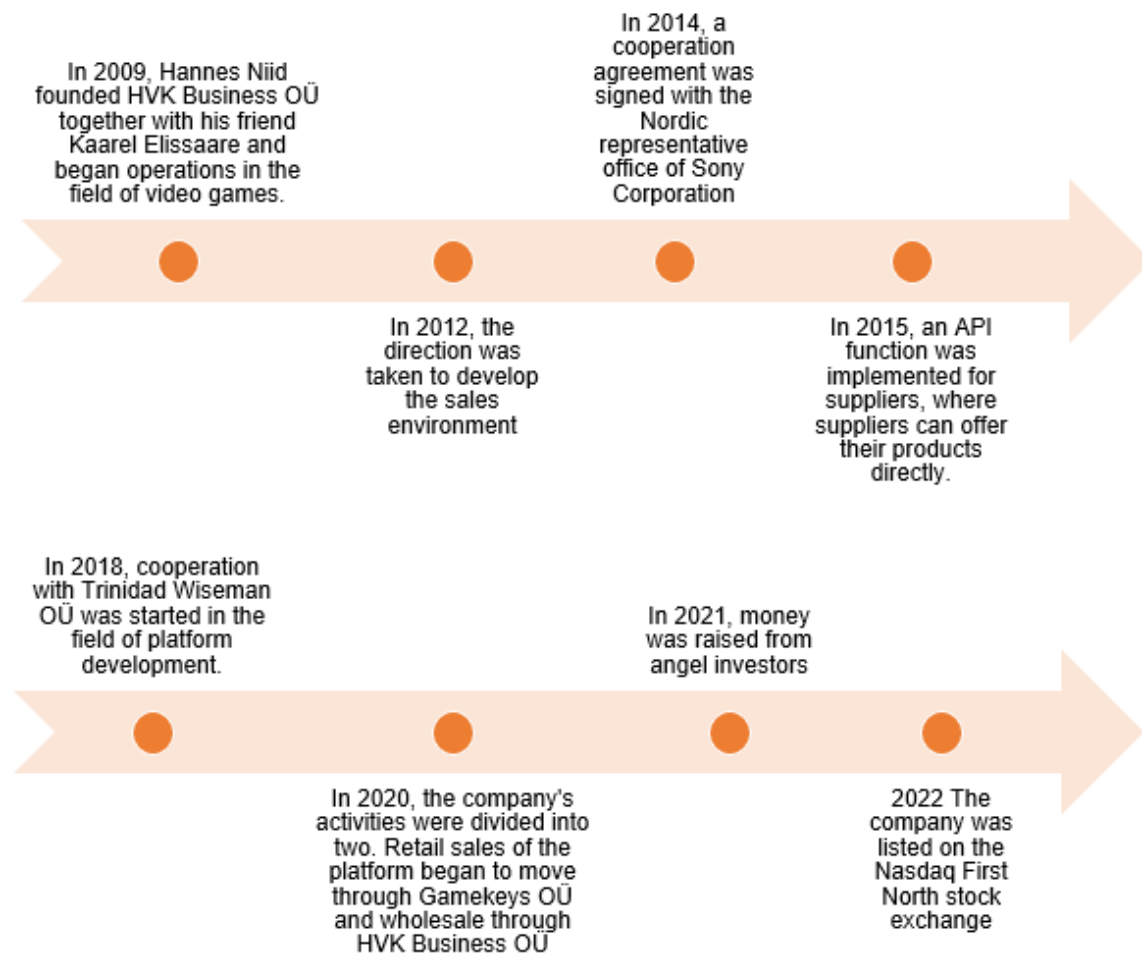 In 2009, Hannes Niid
founded HVK Business OÜ
together with his friend
Kaarel Elissaare and
began operations in the
field of video games.
In 2012, the
direction was
taken to develop
the sales
environment
In 2014, a
cooperation
agreement was
signed with the
Nordic
representative
office of Sony
Corporation
In 2015, an API
function was
implemented for
suppliers, where
suppliers can offer
their products
directly.
In 2018, cooperation
with Trinidad Wiseman
OÜ was started in the
field of platform
development.
In 2020, the company's
activities were divided into
two. Retail sales of the
platform began to move
through Gamekeys OÜ
and wholesale through
HVK Business OÜ
In 2021, money
was raised from
angel investors
2022 The
company was
listed on the
Nasdaq First
North stock
exchange